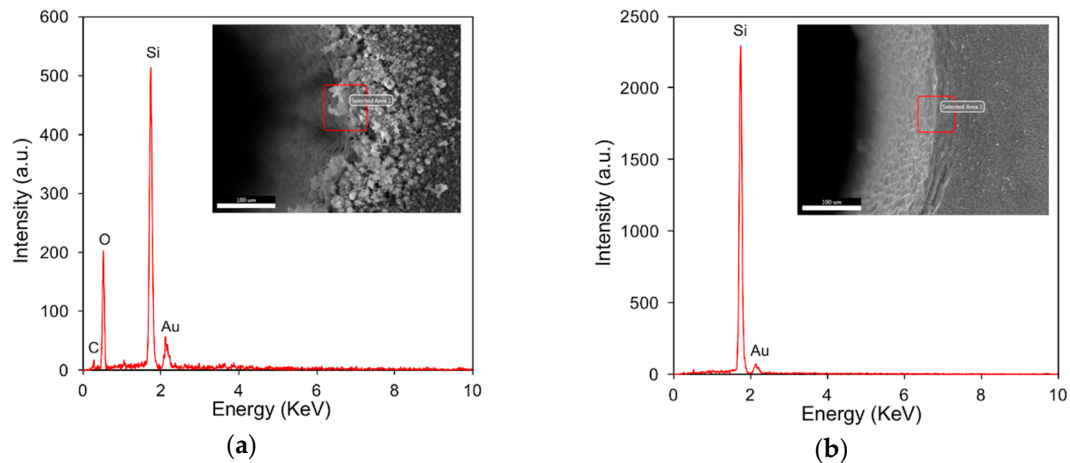 600
500
400
300
200
100
0
0
2
4
6
8
10
Intensity (a.u.)
Energy (KeV)
C
O
Si
Au
Selected Area 1
100 um
(a)
2500
2000
1500
1000
500
0
0
2
4
6
8
10
Intensity (a.u.)
Energy (KeV)
Si
Au
Selected Area 1
100 um
(b)